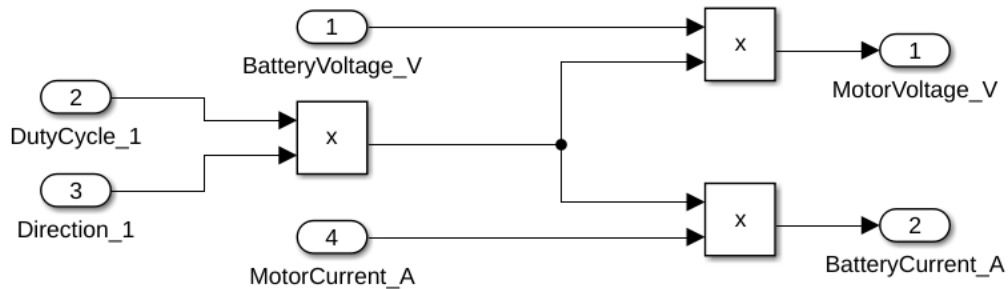 1
BatteryVoltage_V
x
1
MotorVoltage_V
2
DutyCycle_1
x
3
Direction_1
4
MotorCurrent_A
x
2
BatteryCurrent_A